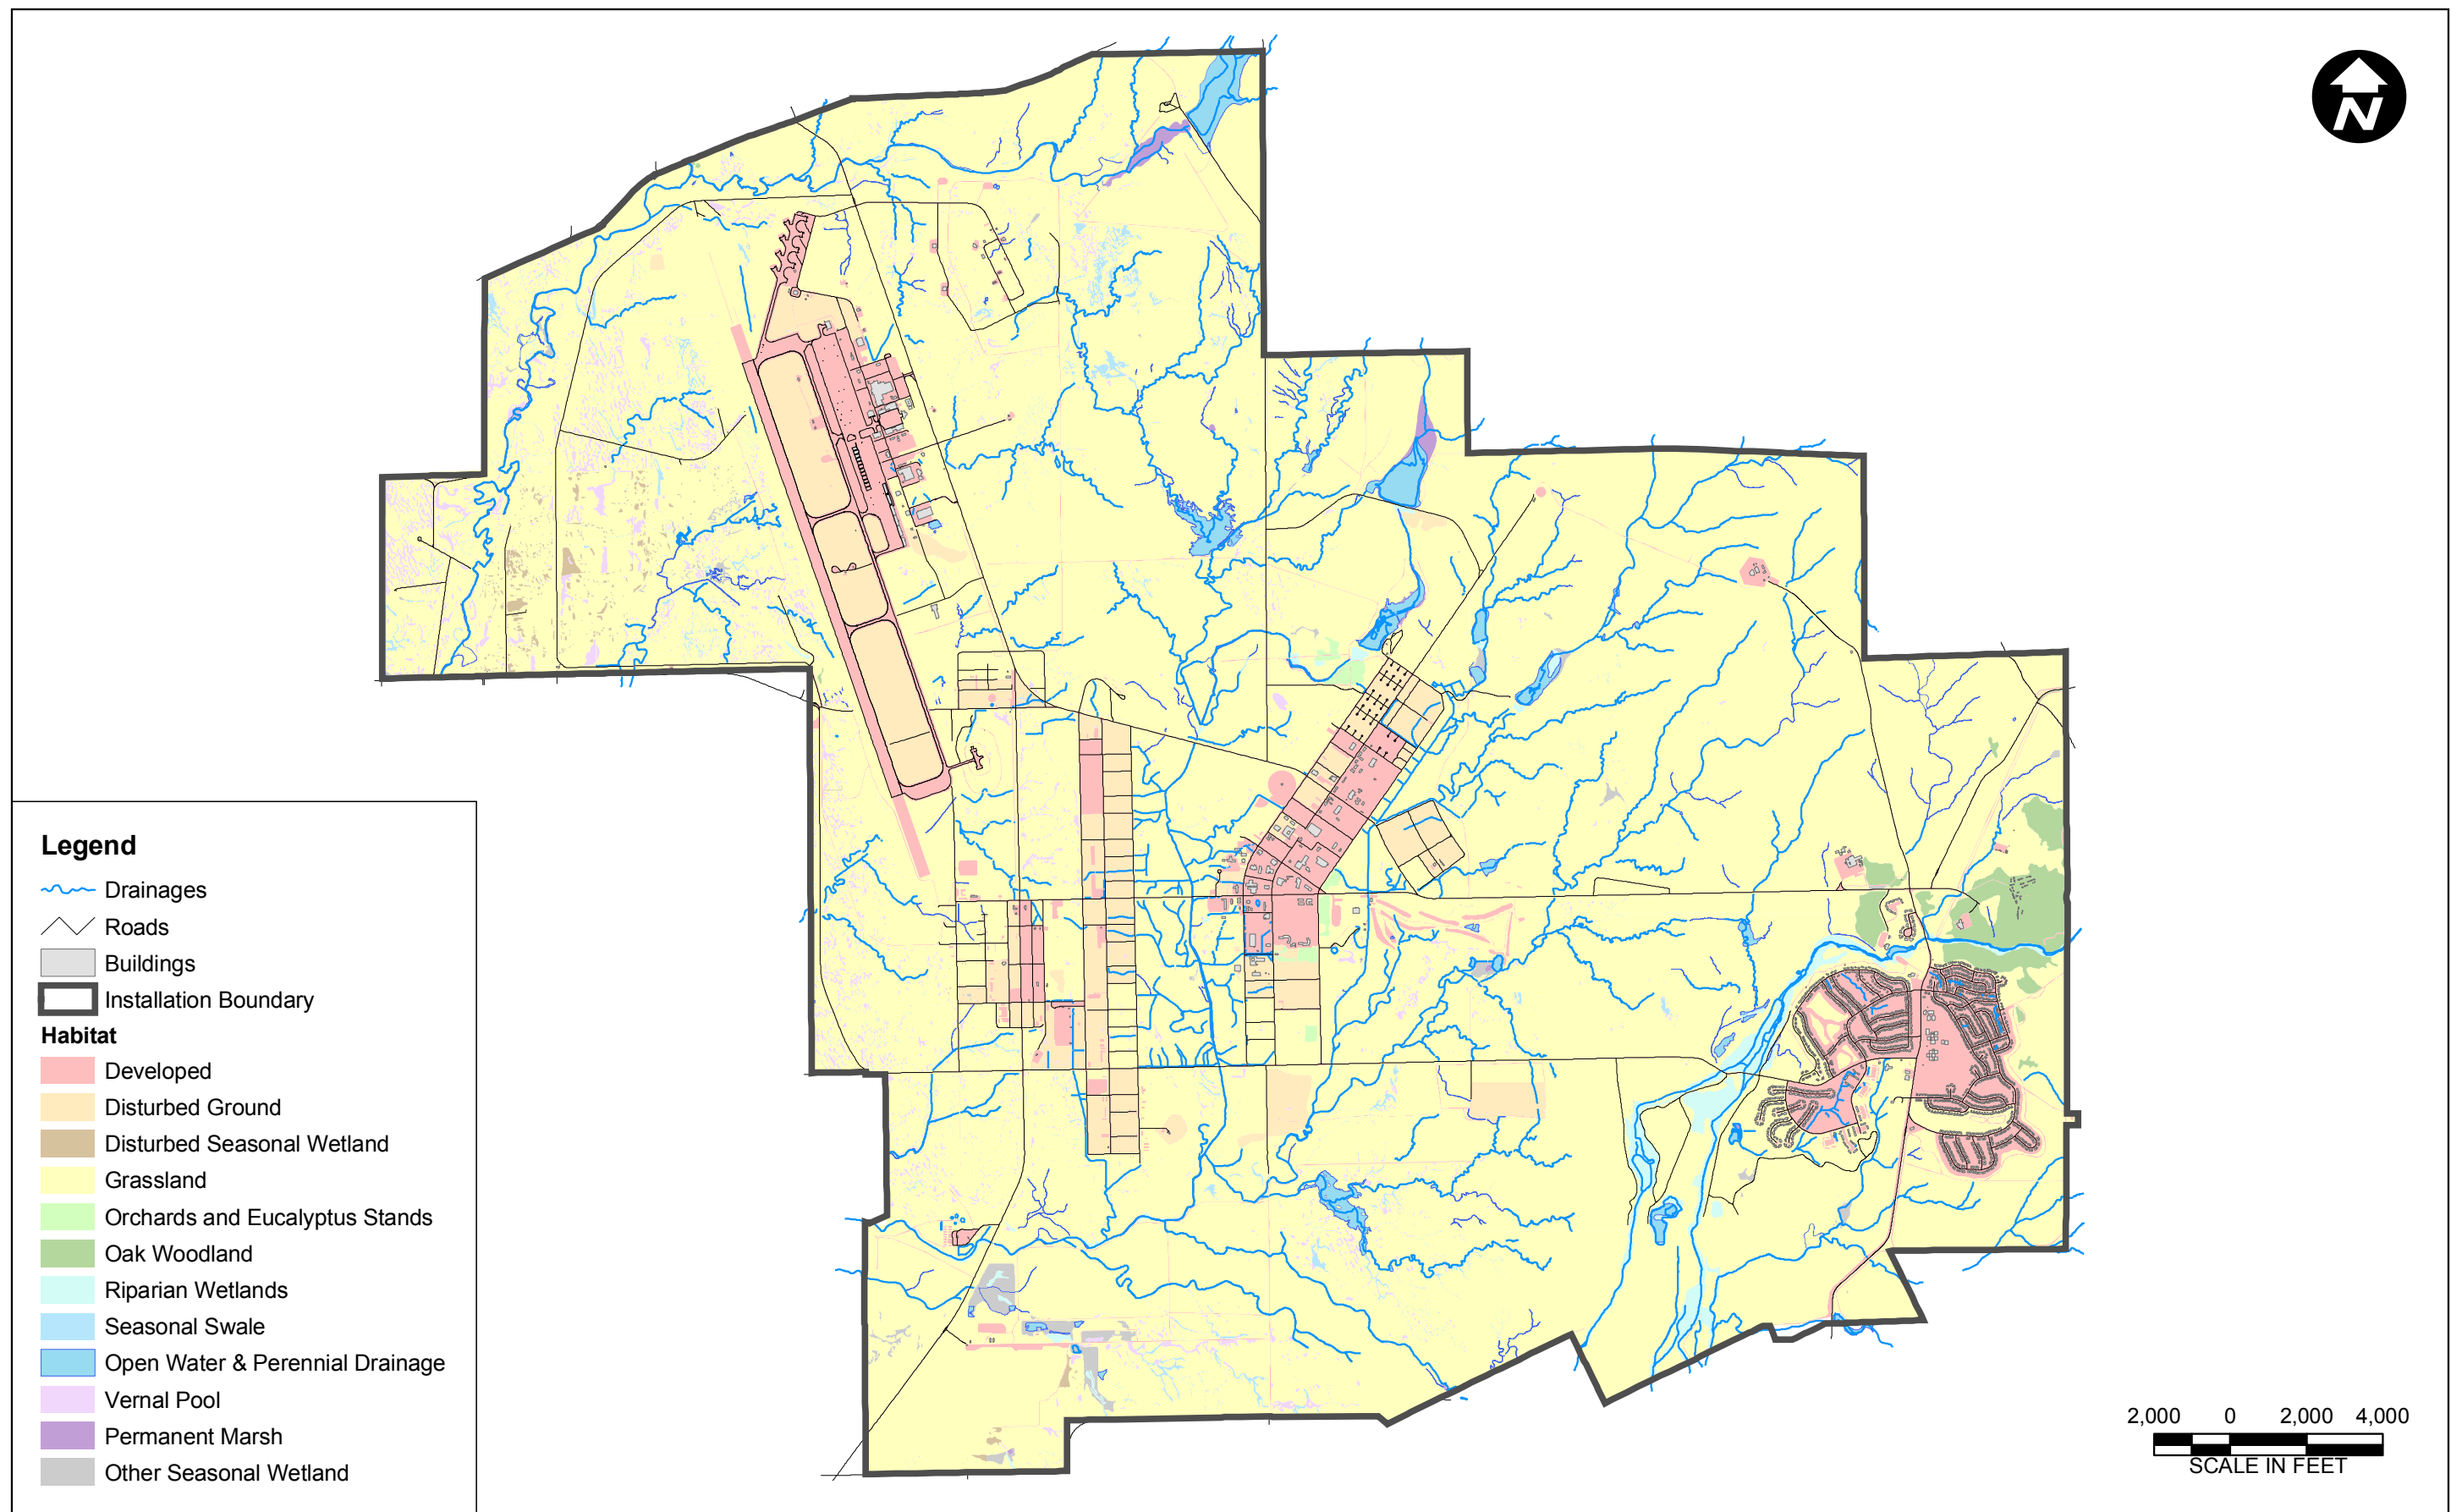 N
Legend
Drainages
Roads
Buildings
Installation Boundary
Habitat
Developed
Disturbed Ground
Disturbed Seasonal Wetland
Grassland
Orchards and Eucalyptus Stands
Oak Woodland
Riparian Wetlands
Seasonal Swale
Open Water & Perennial Drainage
Vernal Pool
Permanent Marsh
Other Seasonal Wetland
2,000 0 2,000 4,000
SCALE IN FEET